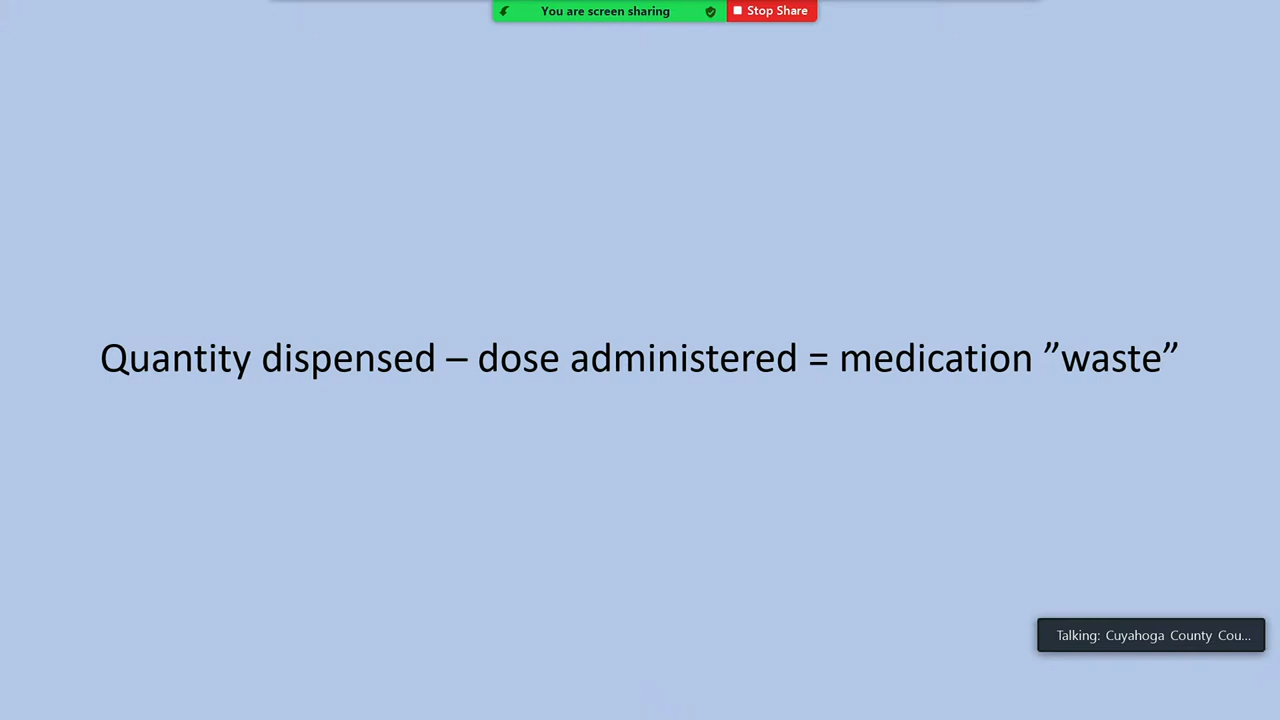 You are screen sharing
Stop Share
Quantity dispensed – dose administered = medication ”waste”
Talking: Cuyahoga County Cou...